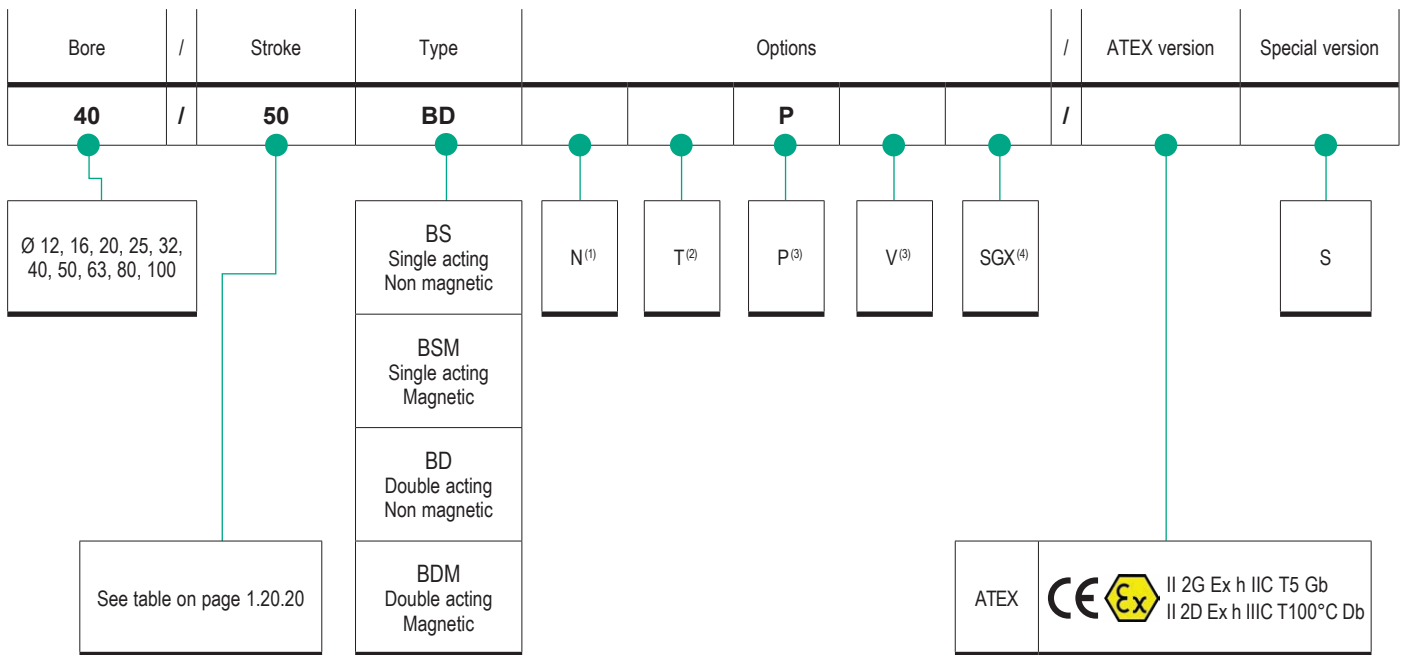 Bore / Stroke Type Options / ATEX version Special version
40 / 50 BD P /
Ø 12, 16, 20, 25, 32,
40, 50, 63, 80, 100
BS
Single acting
Non magnetic
N(1)
T(2)
P(3)
V(3)
SGX(4)
S
BSM
Single acting
Magnetic
BD
Double acting
Non magnetic
BDM
Double acting
Magnetic
See table on page 1.20.20
ATEX
CE Ex
II 2G Ex h IIC T5 Gb
II 2D Ex h IIIC T100°C Db